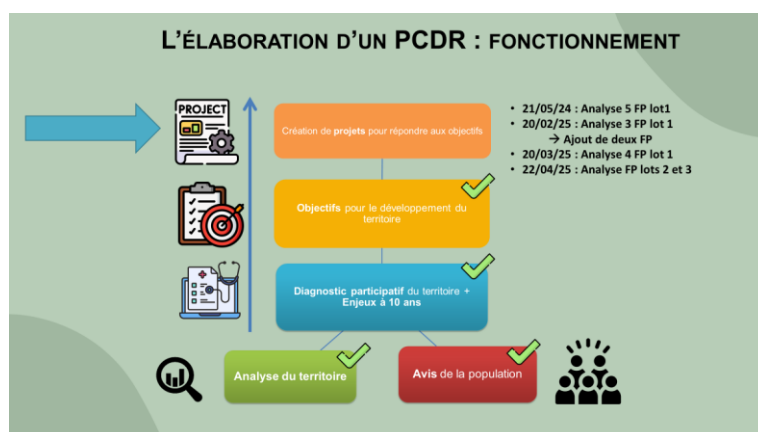 L'ÉLABORATION D'UN PCDR : FONCTIONNEMENT
PROJECT
Création de projets pour répondre aux objectifs
• 21/05/24 : Analyse 5 FP lot1
• 20/02/25 : Analyse 3 FP lot 1
→ Ajout de deux FP
• 20/03/25 : Analyse 4 FP lot 1
• 22/04/25 : Analyse FP lots 2 et 3
Objectifs pour le développement du
territoire
Diagnostic participatif du territoire +
Enjeux à 10 ans
Analyse du territoire
Avis de la population